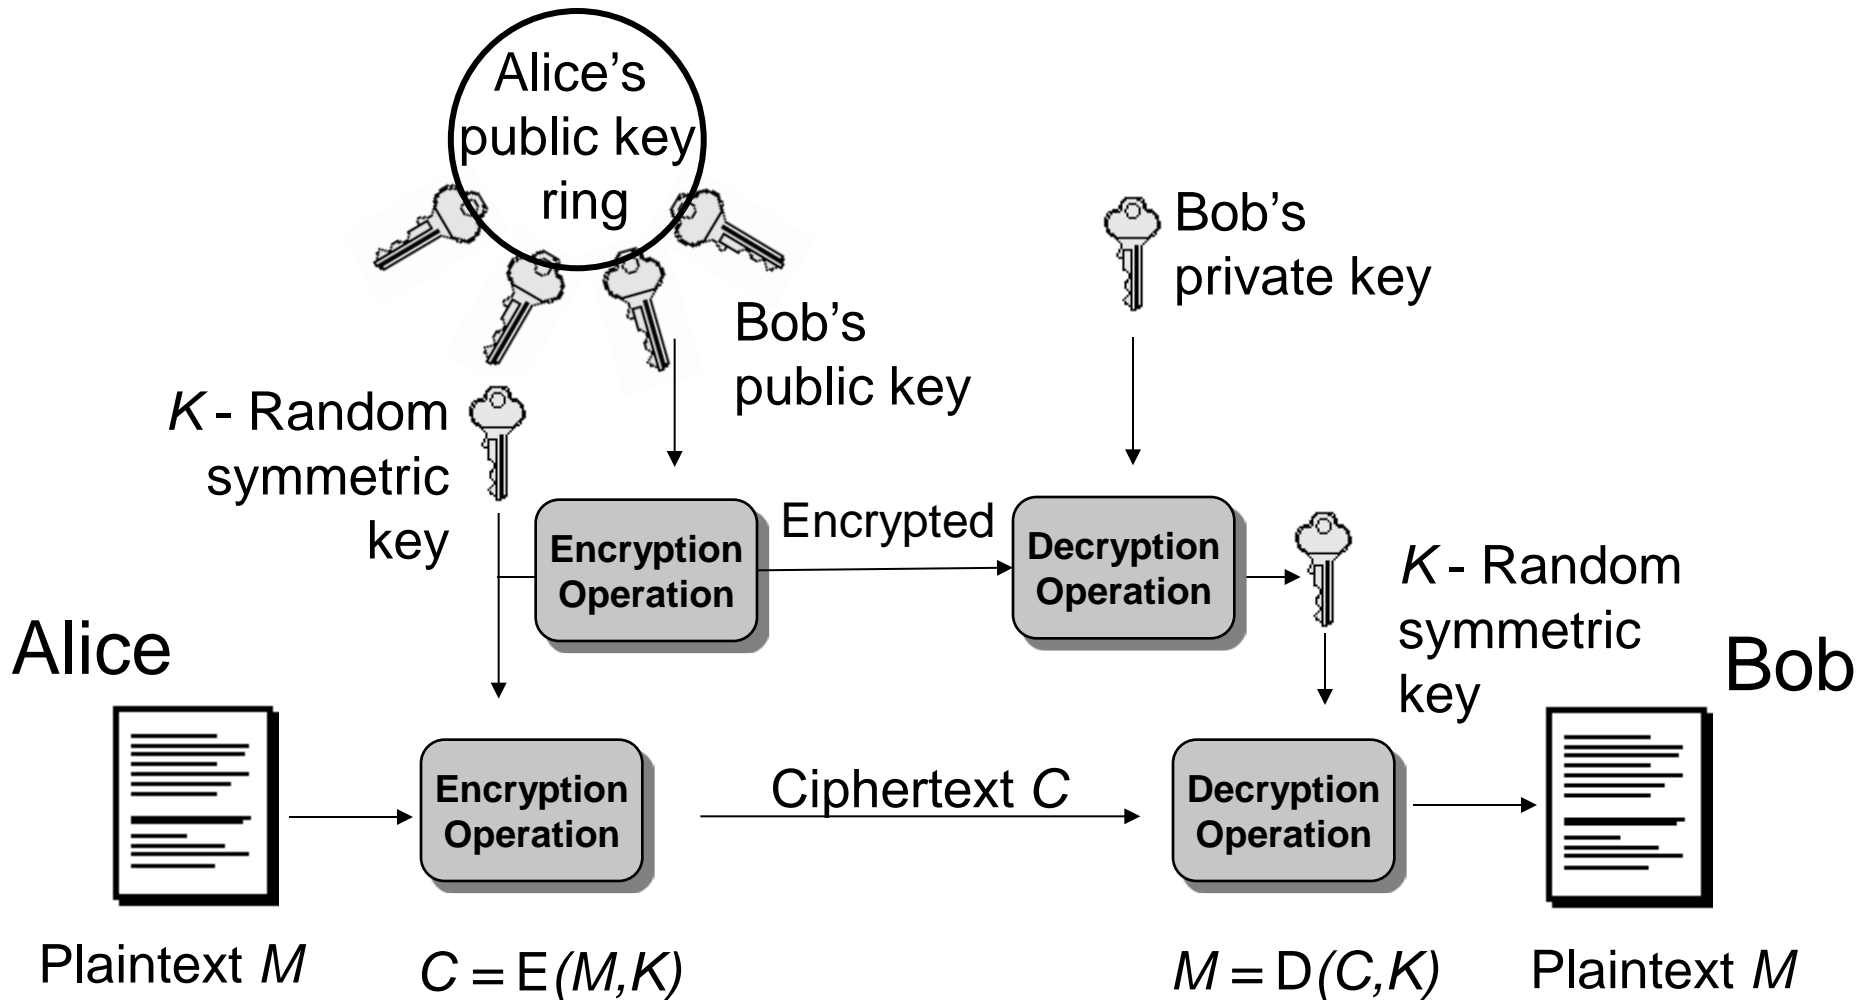 Alice's
public key
ring
Bob's
private key
Bob's
public key
K - Random
symmetric
key
Encryption
Operation
Encrypted
Decryption
Operation
K - Random
symmetric
key
Alice
Bob
Encryption
Operation
Ciphertext C
Decryption
Operation
Plaintext M
C = E(M,K)
M = D(C,K)
Plaintext M